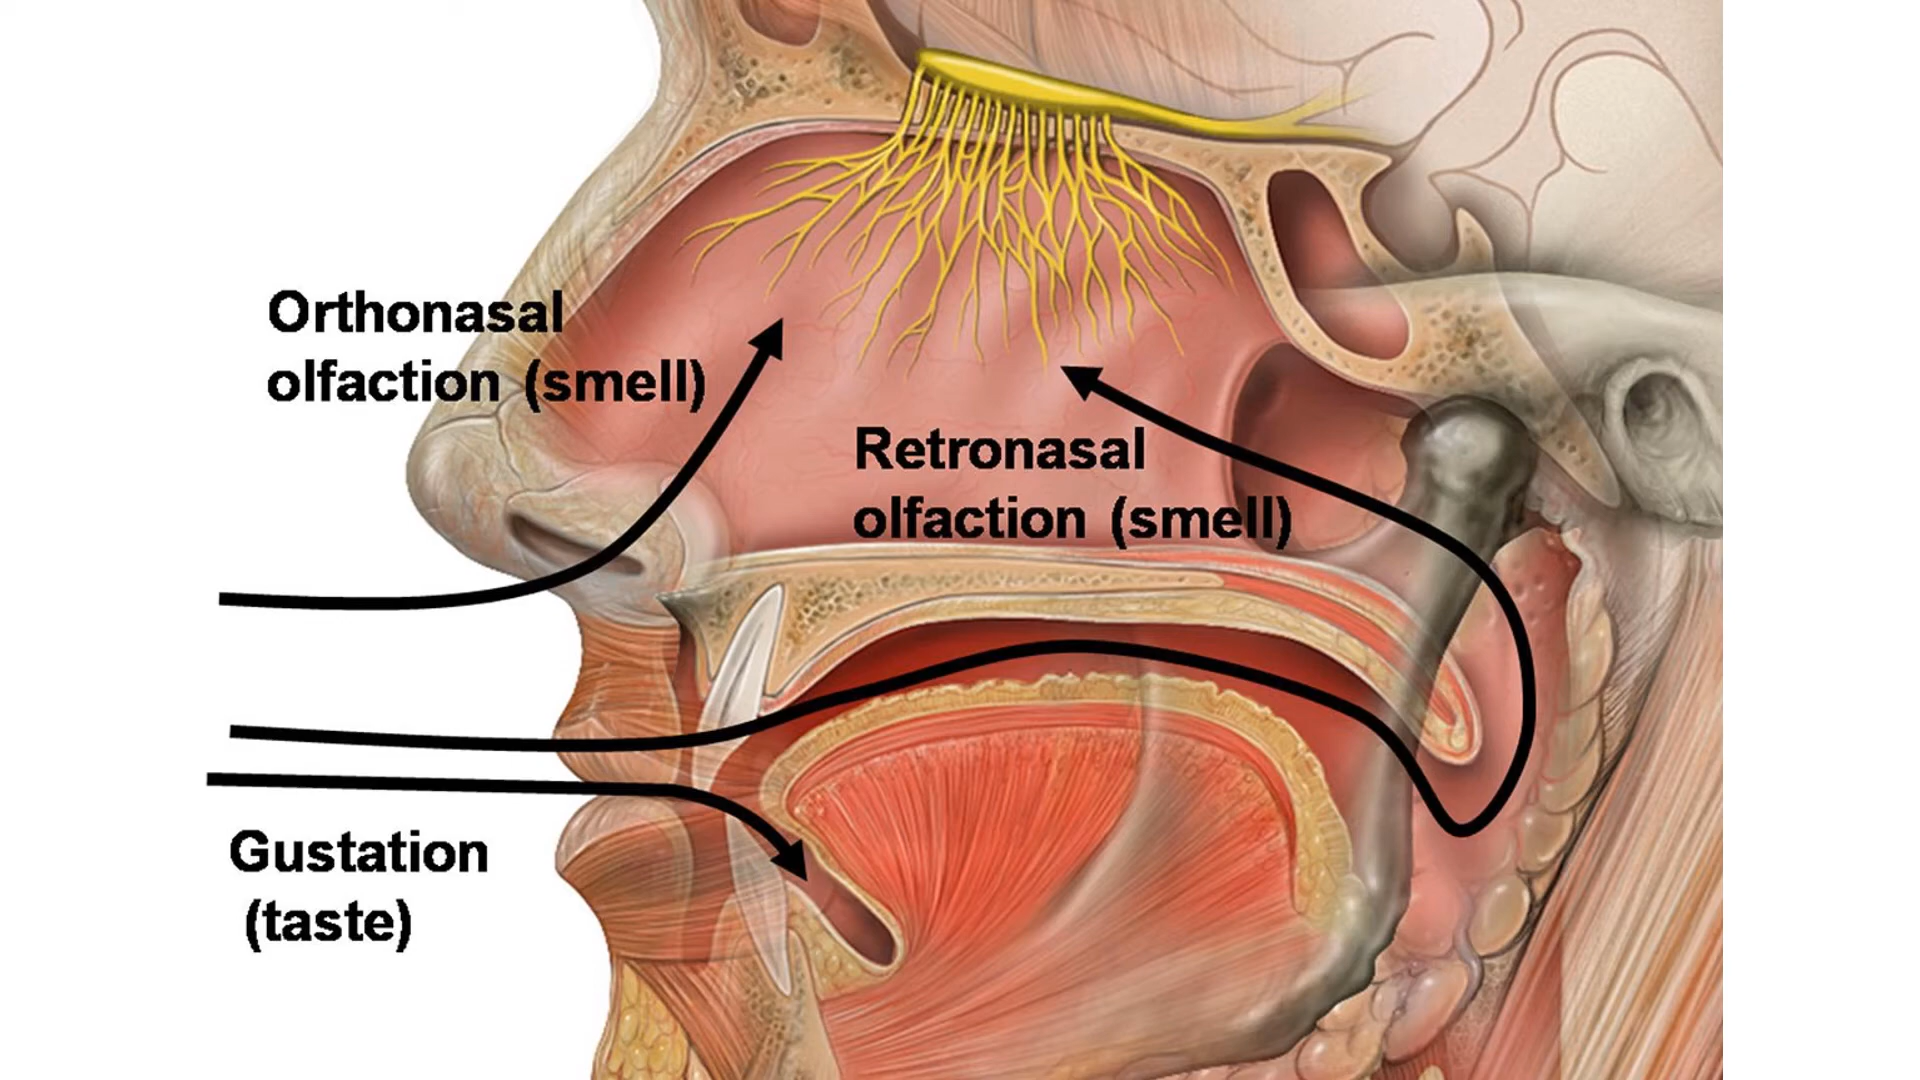 Orthonasal
olfaction (smell)
Retronasal
olfaction (smell)
Gustation
(taste)